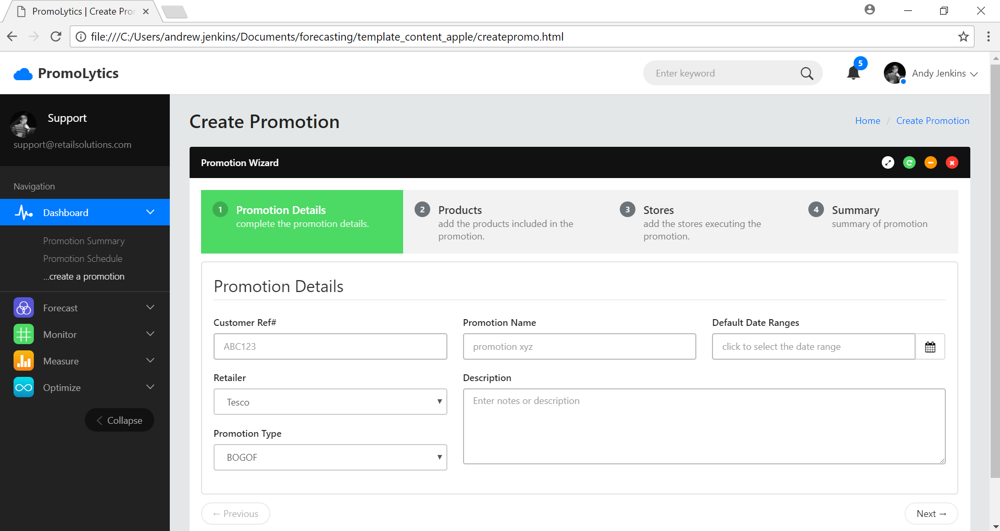 PromoLytics | Create Pro
file:///C:/Users/andrew.jenkins/Documents/forecasting/template_content_apple/createpromo.html
PromoLytics
Enter keyword
5
Andy Jenkins
Support
support@retailsolutions.com
Navigation
Dashboard
Promotion Summary
Promotion Schedule
...create a promotion
Forecast
Monitor
Measure
Optimize
Collapse
Create Promotion
Home / Create Promotion
Promotion Wizard
1 Promotion Details
complete the promotion details.
2 Products
add the products included in the
promotion.
3 Stores
add the stores executing the
promotion.
4 Summary
summary of promotion
Promotion Details
Customer Ref#
ABC123
Promotion Name
promotion xyz
Default Date Ranges
click to select the date range
Retailer
Tesco
Description
Enter notes or description
Promotion Type
BOGOF
← Previous
Next →